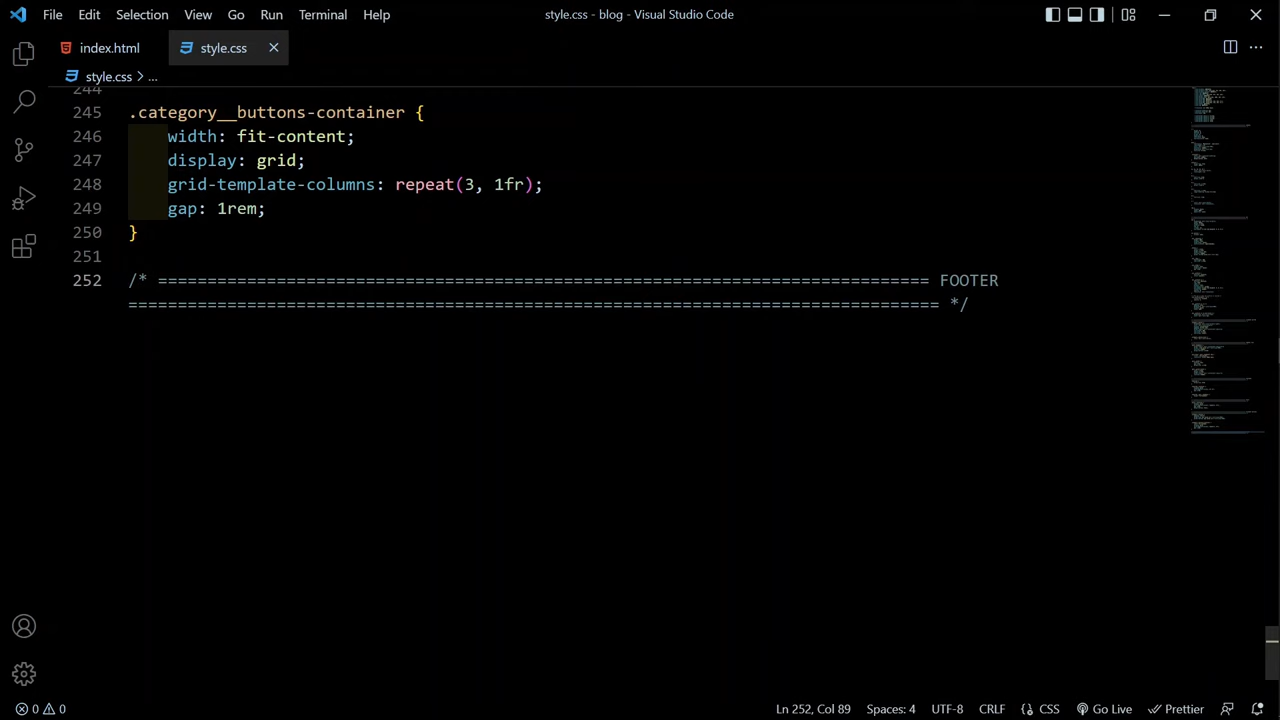 File Edit Selection View Go Run Terminal Help
style.css - blog - Visual Studio Code
index.html
style.css
style.css > ...
244
245 .category__buttons-container {
246 width: fit-content;
247 display: grid;
248 grid-template-columns: repeat(3, 1fr);
249 gap: 1rem;
250 }
251
252 /* ============================================================================== FOOTER
================================================================================== */
0 0
Ln 252, Col 89
Spaces: 4
UTF-8
CRLF
{} CSS
Go Live
Prettier